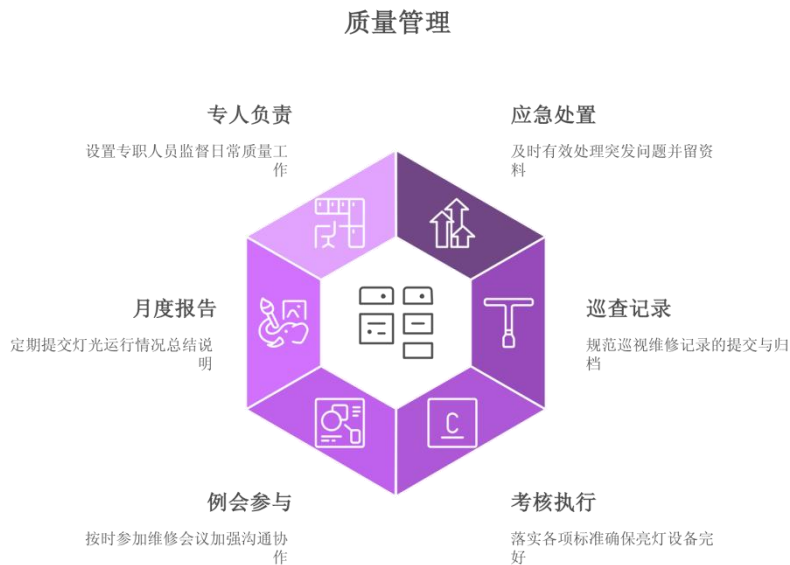 质量管理
专人负责
设置专职人员监督日常质量工
作
应急处置
及时有效处理突发问题并留资
料
月度报告
定期提交灯光运行情况总结说
明
巡查记录
规范巡视维修记录的提交与归
档
例会参与
按时参加维修会议加强沟通协
作
考核执行
落实各项标准确保亮灯设备完
好
C